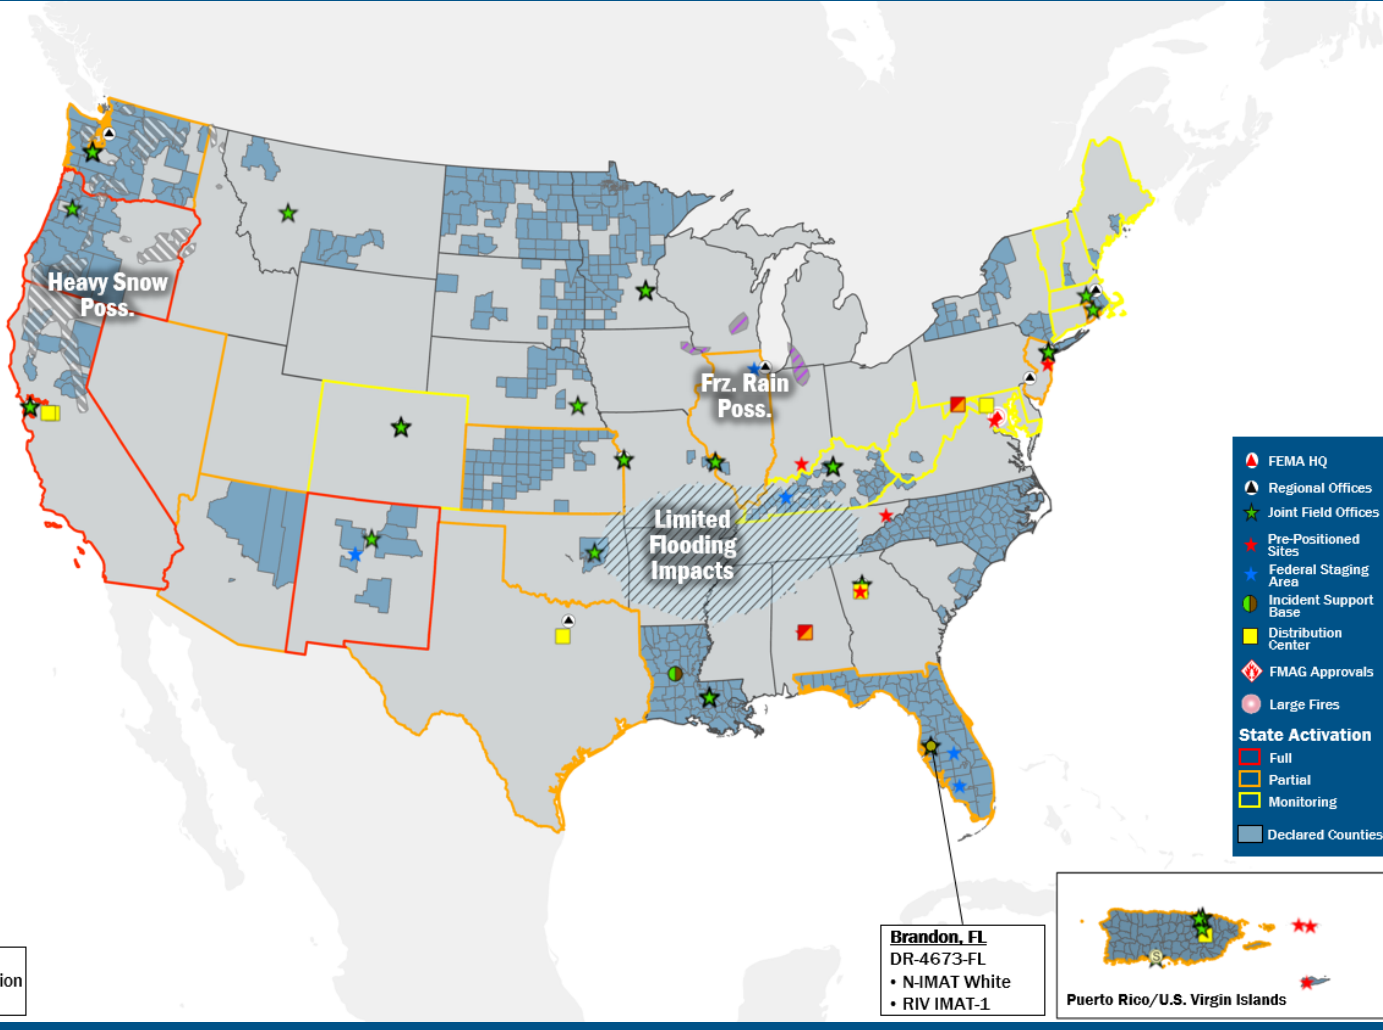 Heavy Snow
Poss.
Frz. Rain
Poss.
Limited
Flooding
Impacts
FEMA HQ
Regional Offices
Joint Field Offices
Pre-Positioned
Sites
Federal Staging
Area
Incident Support
Base
Distribution
Center
FMAG Approvals
Large Fires
State Activation
Full
Partial
Monitoring
Declared Counties
Brandon, FL
DR-4673-FL
• N-IMAT White
• RIV IMAT-1
S
Puerto Rico/U.S. Virgin Islands
ion